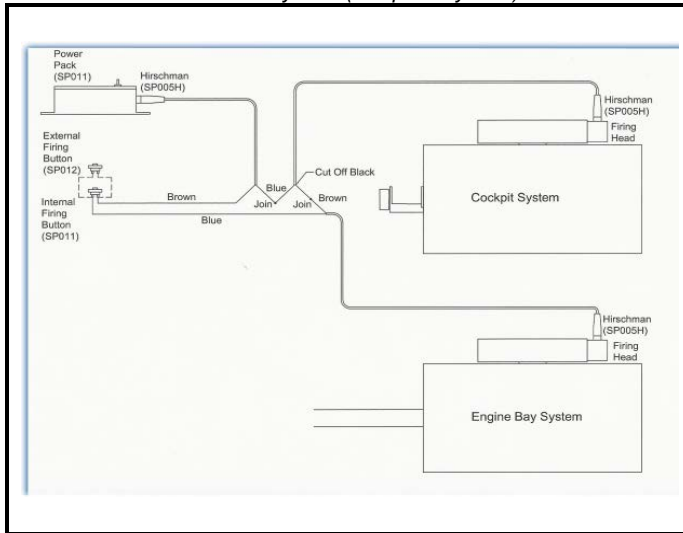 Power
Pack
(SP011)
Hirschman
(SP005H)
Hirschman
(SP005H)
Firing
Head
External
Firing
Button
(SP012)
Cut Off Black
Blue
Brown
Brown
Join
Join
Cockpit System
Internal
Firing
Button
(SP011)
Blue
Hirschman
(SP005H)
Firing
Head
Engine Bay System